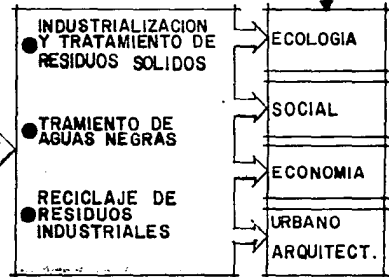 INDUSTRIALIZACION
Y TRATAMIENTO DE
RESIDUOS SOLIDOS
TRAMIENTO DE
AGUAS NEGRAS
RECICLAJE DE
RESIDUOS
INDUSTRIALES
ECOLOGIA
SOCIAL
ECONOMIA
URBANO
ARQUITECT.